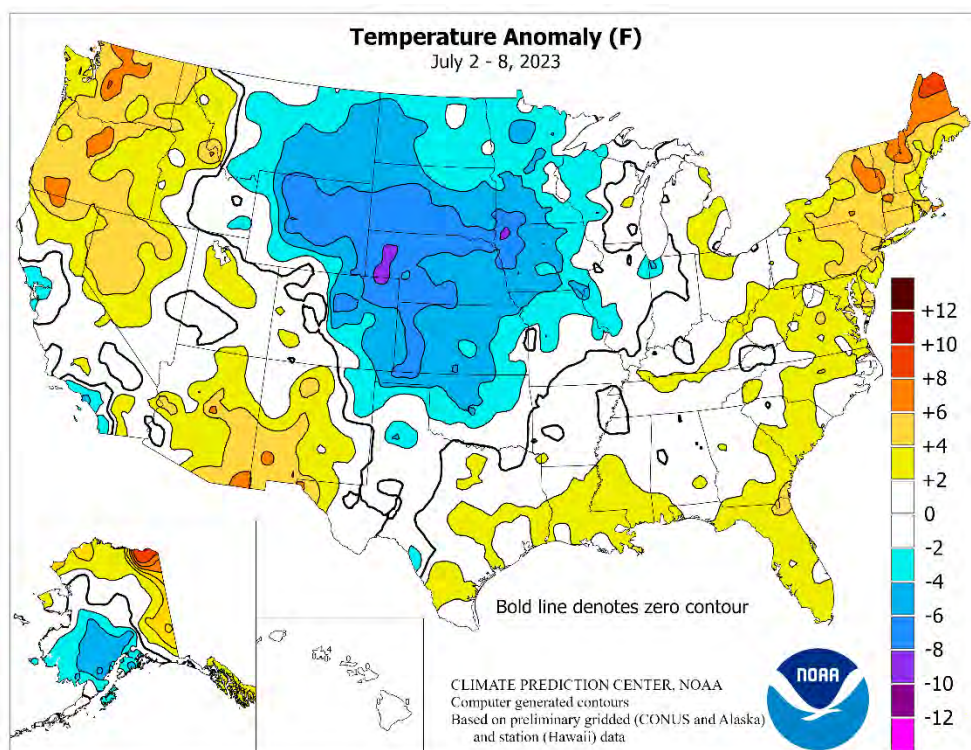 Temperature Anomaly (F)
July 2 - 8, 2023
+12
+10
+8
+6
+4
+2
0
-2
-4
-6
-8
-10
-12
Bold line denotes zero contour
CLIMATE PREDICTION CENTER, NOAA
Computer generated contours
Based on preliminary gridded (CONUS and Alaska)
and station (Hawaii) data
NOAA